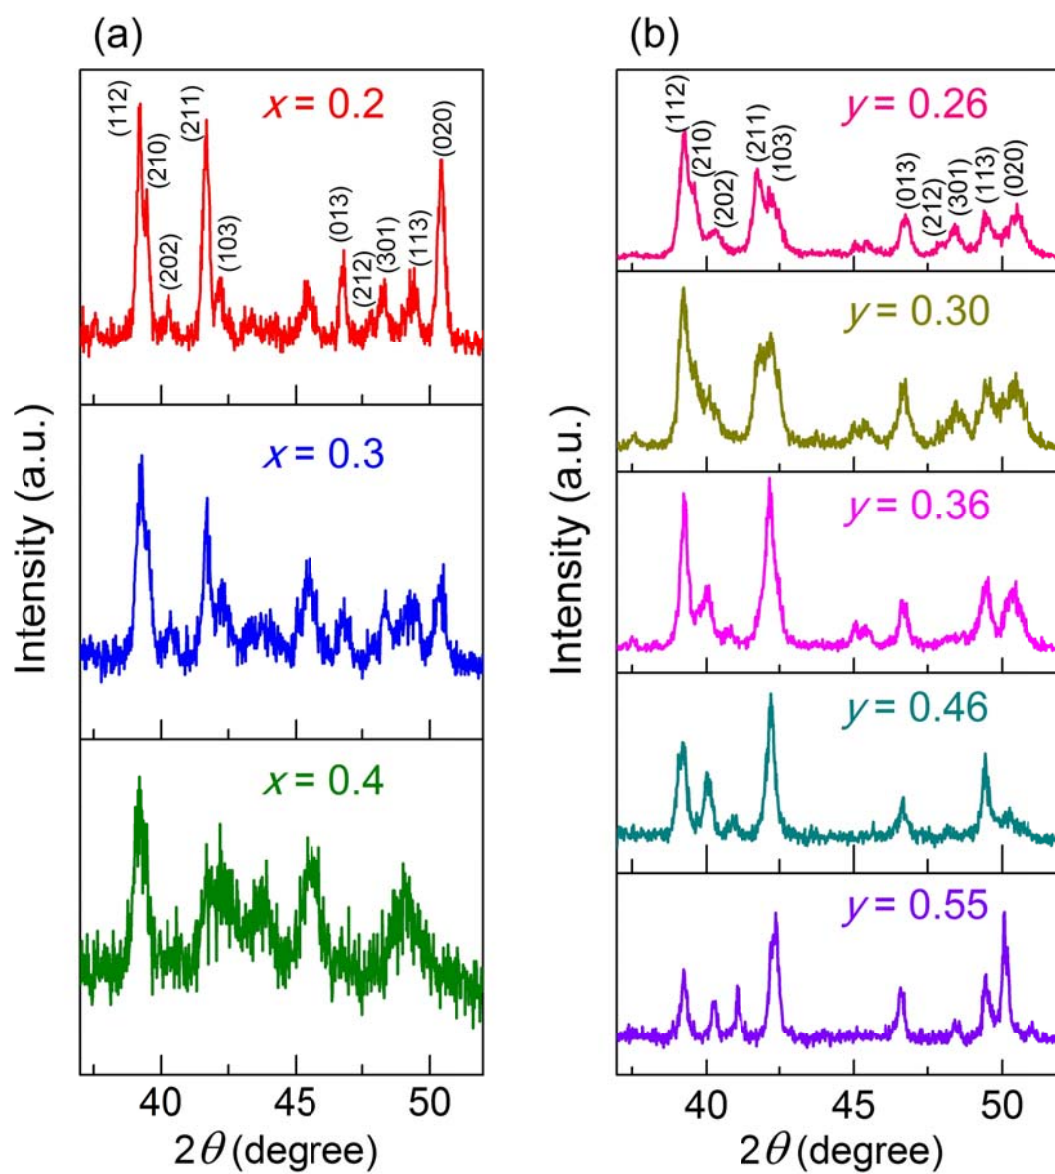 (a)
Intensity (a.u.)
x = 0.2
(112)
(210)
(202)
(211)
(103)
(013)
(212)
(301)
(113)
(020)
x = 0.3
x = 0.4
40 45 50
2θ (degree)
(b)
Intensity (a.u.)
y = 0.26
(112)
(210)
(202)
(211)
(103)
(013)
(212)
(301)
(113)
(020)
y = 0.30
y = 0.36
y = 0.46
y = 0.55
40 45 50
2θ (degree)